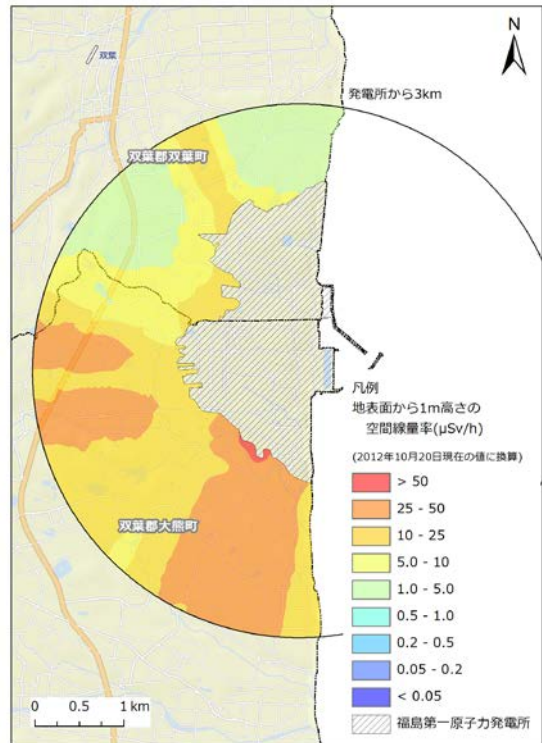 N
双葉
発電所から3km
双葉郡双葉町
凡例
地表面から1m高さの
空間線量率(μSv/h)
(2012年10月20日現在の値に換算)
> 50
25 - 50
10 - 25
5.0 - 10
1.0 - 5.0
0.5 - 1.0
0.2 - 0.5
0.05 - 0.2
< 0.05
福島第一原子力発電所
双葉郡大熊町
0 0.5 1 km